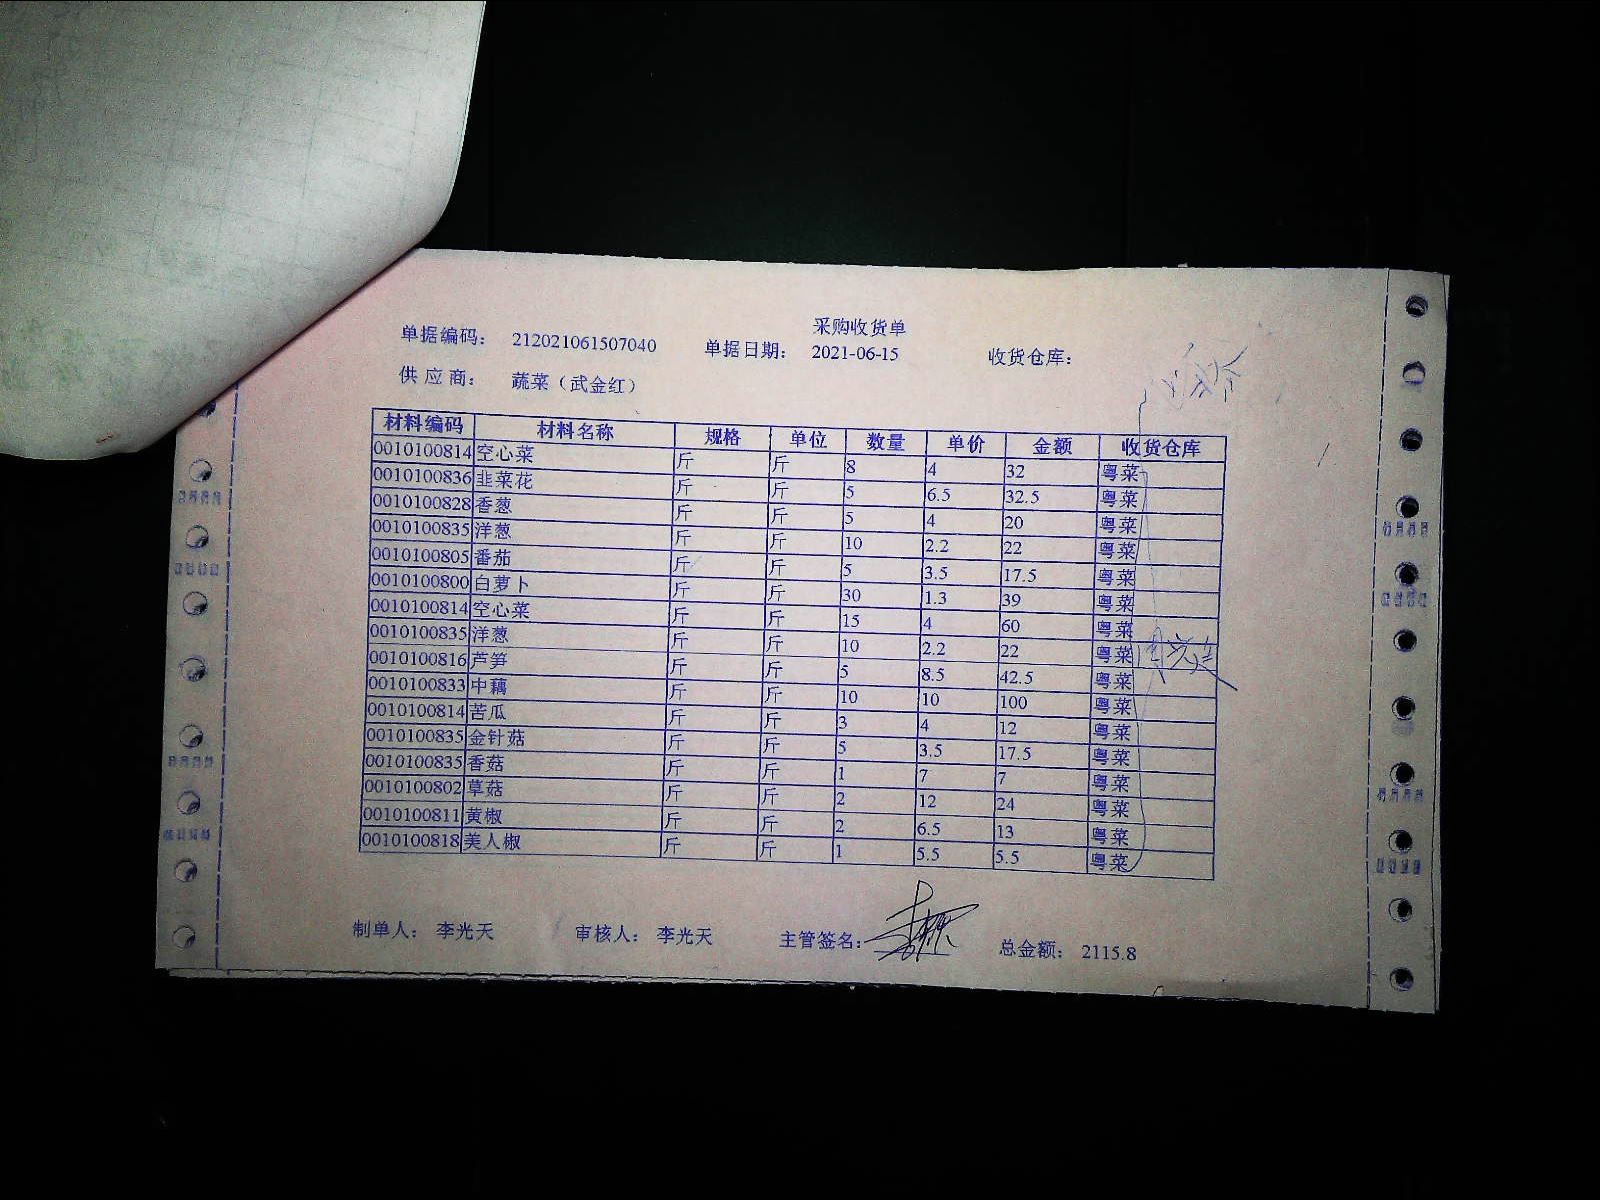 采购收货单
单据编码： 212021061507040 单据日期： 2021-06-15 收货仓库：
供 应 商： 蔬菜（武金红）
材料编码 材料名称 规格 单位 数量 单价 金额 收货仓库
0010100814 空心菜 斤 斤 8 4 32 粤菜
0010100836 韭菜花 斤 斤 5 6.5 32.5 粤菜
0010100828 香葱 斤 斤 5 4 20 粤菜
0010100835 洋葱 斤 斤 10 2.2 22 粤菜
0010100805 番茄 斤 斤 5 3.5 17.5 粤菜
0010100800 白萝卜 斤 斤 30 1.3 39 粤菜
0010100814 空心菜 斤 斤 15 4 60 粤菜
0010100835 洋葱 斤 斤 10 2.2 22 粤菜
0010100816 芦笋 斤 斤 5 8.5 42.5 粤菜
0010100833 中藕 斤 斤 10 10 100 粤菜
0010100814 苦瓜 斤 斤 3 4 12 粤菜
0010100835 金针菇 斤 斤 5 3.5 17.5 粤菜
0010100835 香菇 斤 斤 1 7 7 粤菜
0010100802 草菇 斤 斤 2 12 24 粤菜
0010100811 黄椒 斤 斤 2 6.5 13 粤菜
0010100818 美人椒 斤 斤 1 5.5 5.5 粤菜
制单人： 李光天 审核人： 李光天 主管签名： 总金额： 2115.8